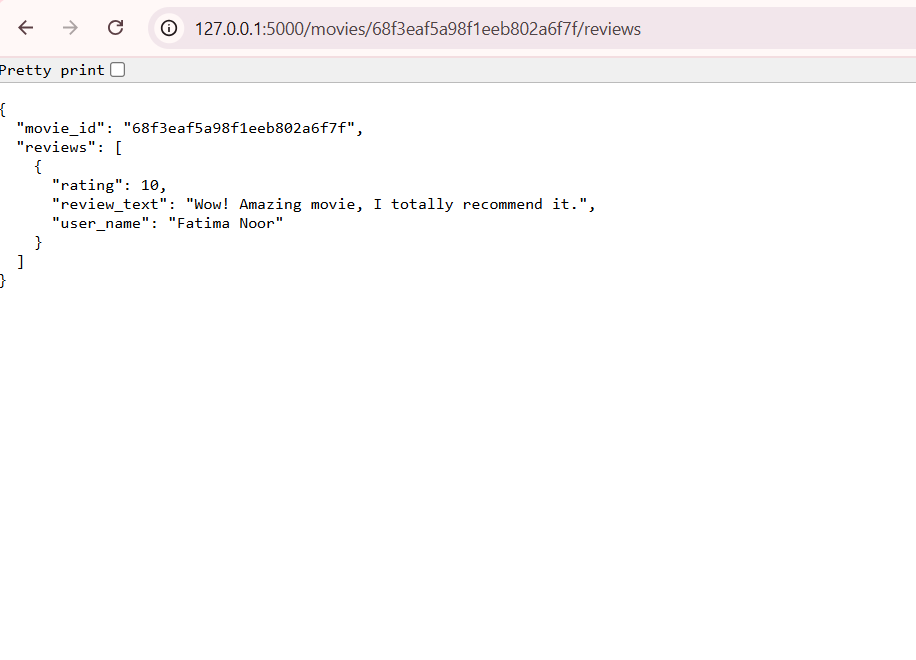 127.0.0.1:5000/movies/68f3eaf5a98f1eeb802a6f7f/reviews
Pretty print
{
  "movie_id": "68f3eaf5a98f1eeb802a6f7f",
  "reviews": [
    {
      "rating": 10,
      "review_text": "Wow! Amazing movie, I totally recommend it.",
      "user_name": "Fatima Noor"
    }
  ]
}